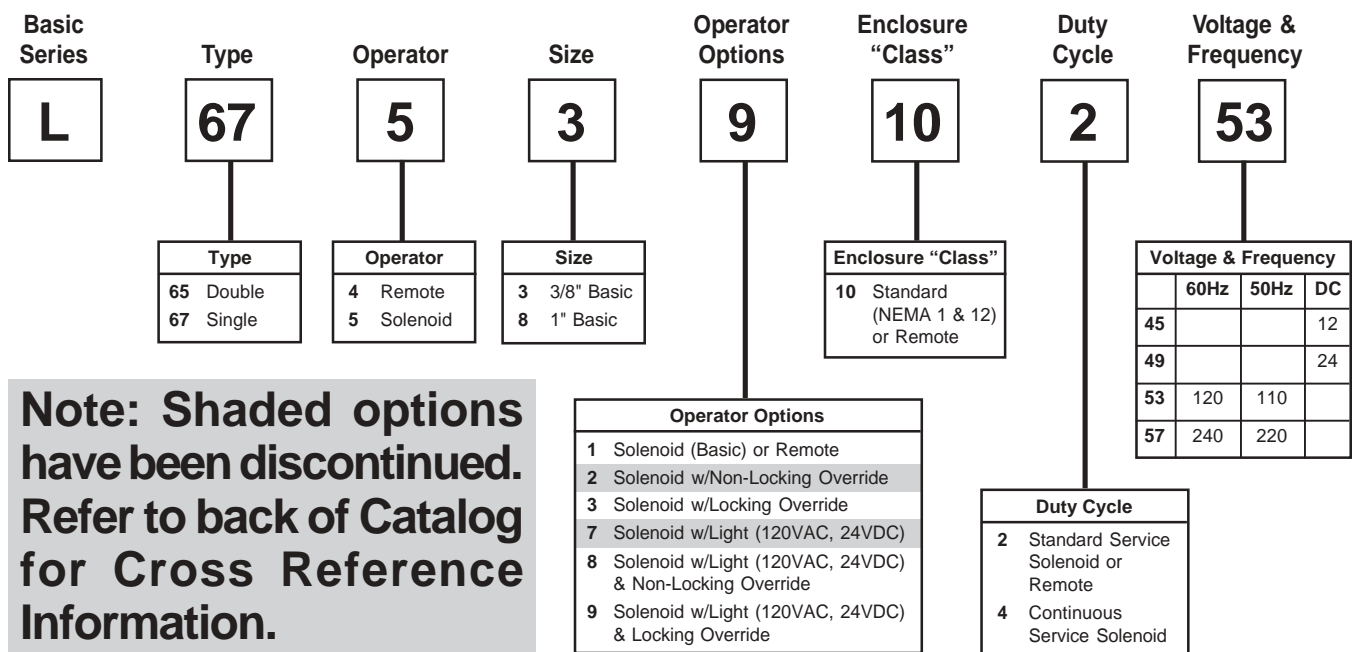 Basic
Series
Type
Operator
Size
Operator
Options
Enclosure
“Class”
Duty
Cycle
Voltage &
Frequency
L
67
5
3
9
10
2
53
Type
65 Double
67 Single
Operator
4 Remote
5 Solenoid
Size
3 3/8" Basic
8 1" Basic
Enclosure “Class”
10 Standard
(NEMA 1 & 12)
or Remote
Voltage & Frequency
60Hz 50Hz DC
45 12
49 24
53 120 110
57 240 220
Note: Shaded options
have been discontinued.
Refer to back of Catalog
for Cross Reference
Information.
Operator Options
1 Solenoid (Basic) or Remote
2 Solenoid w/Non-Locking Override
3 Solenoid w/Locking Override
7 Solenoid w/Light (120VAC, 24VDC)
8 Solenoid w/Light (120VAC, 24VDC)
& Non-Locking Override
9 Solenoid w/Light (120VAC, 24VDC)
& Locking Override
Duty Cycle
2 Standard Service
Solenoid or
Remote
4 Continuous
Service Solenoid